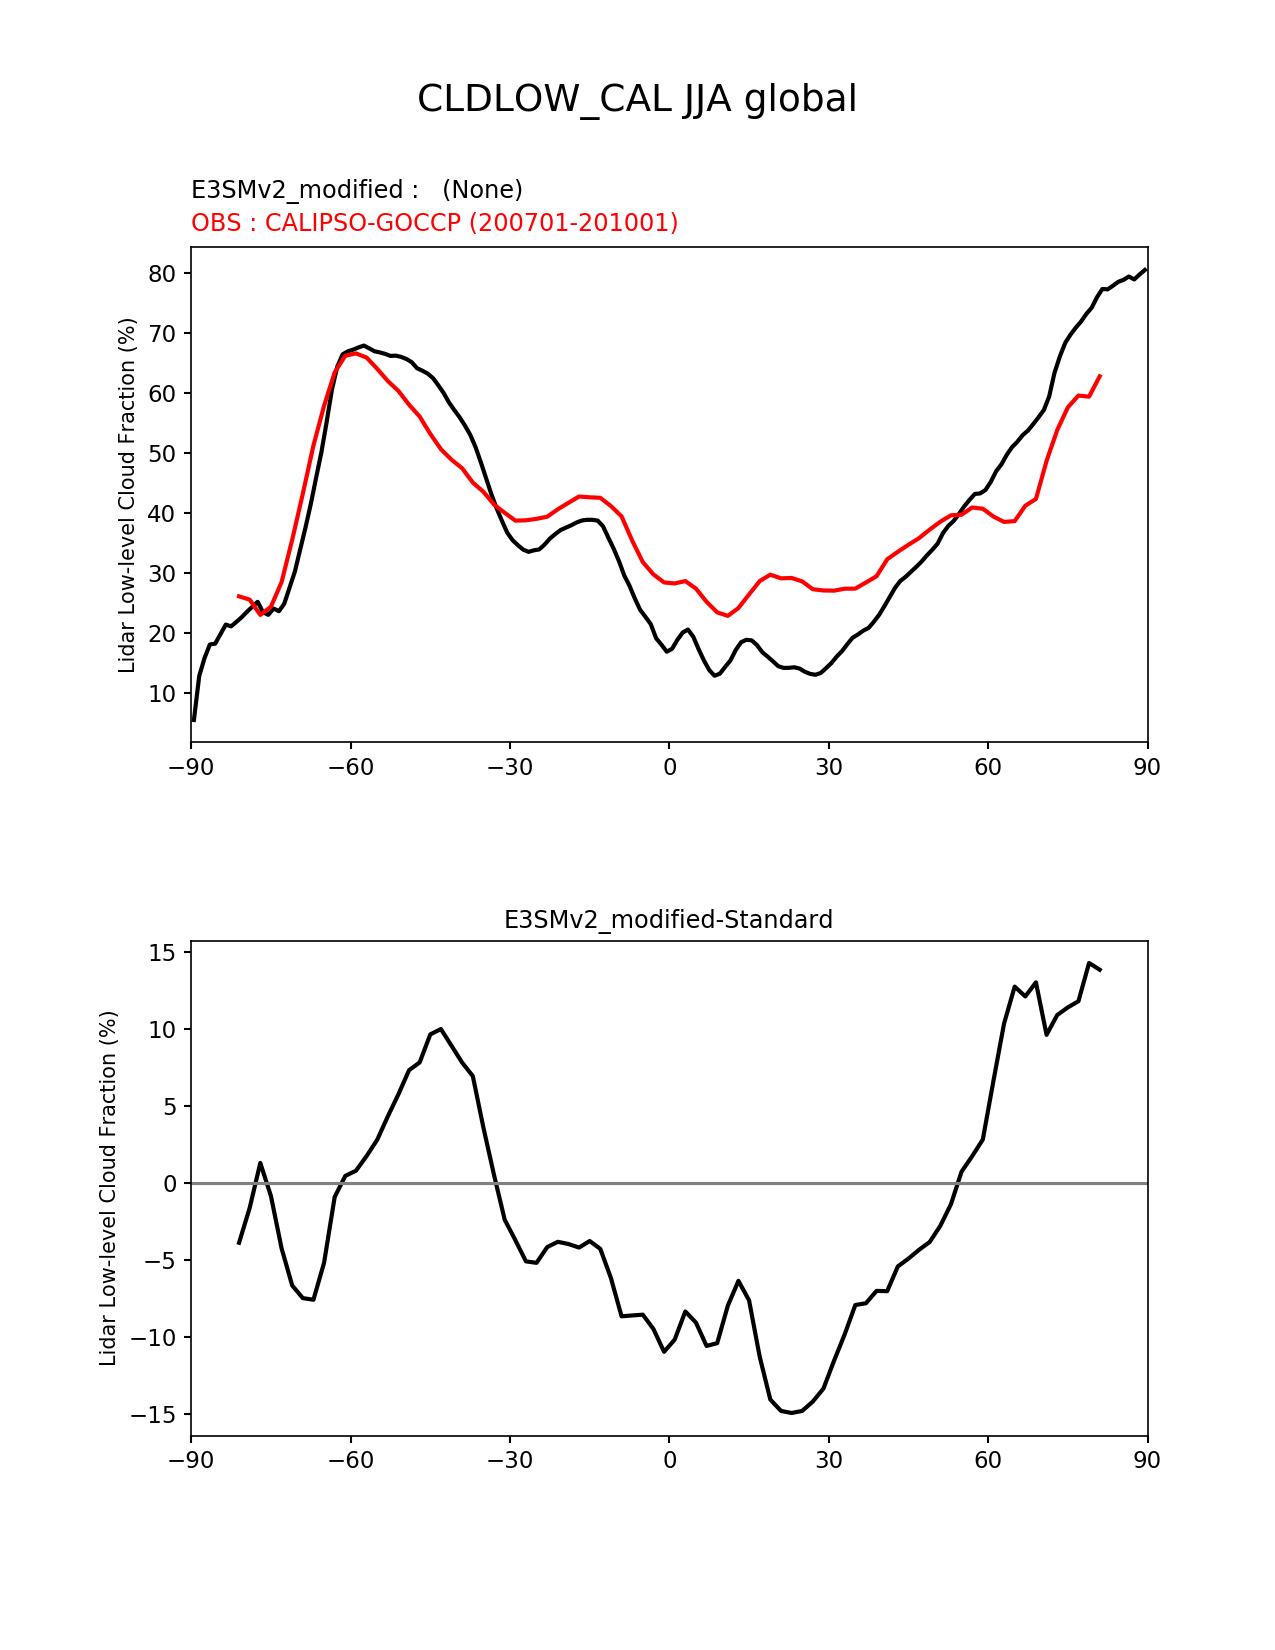 CLDLOW_CAL JJA global
E3SMv2_modified :   (None)
OBS : CALIPSO-GOCCP (200701-201001)
Lidar Low-level Cloud Fraction (%)
80
70
60
50
40
30
20
10
−90 −60 −30 0 30 60 90
E3SMv2_modified-Standard
Lidar Low-level Cloud Fraction (%)
15
10
5
0
−5
−10
−15
−90 −60 −30 0 30 60 90